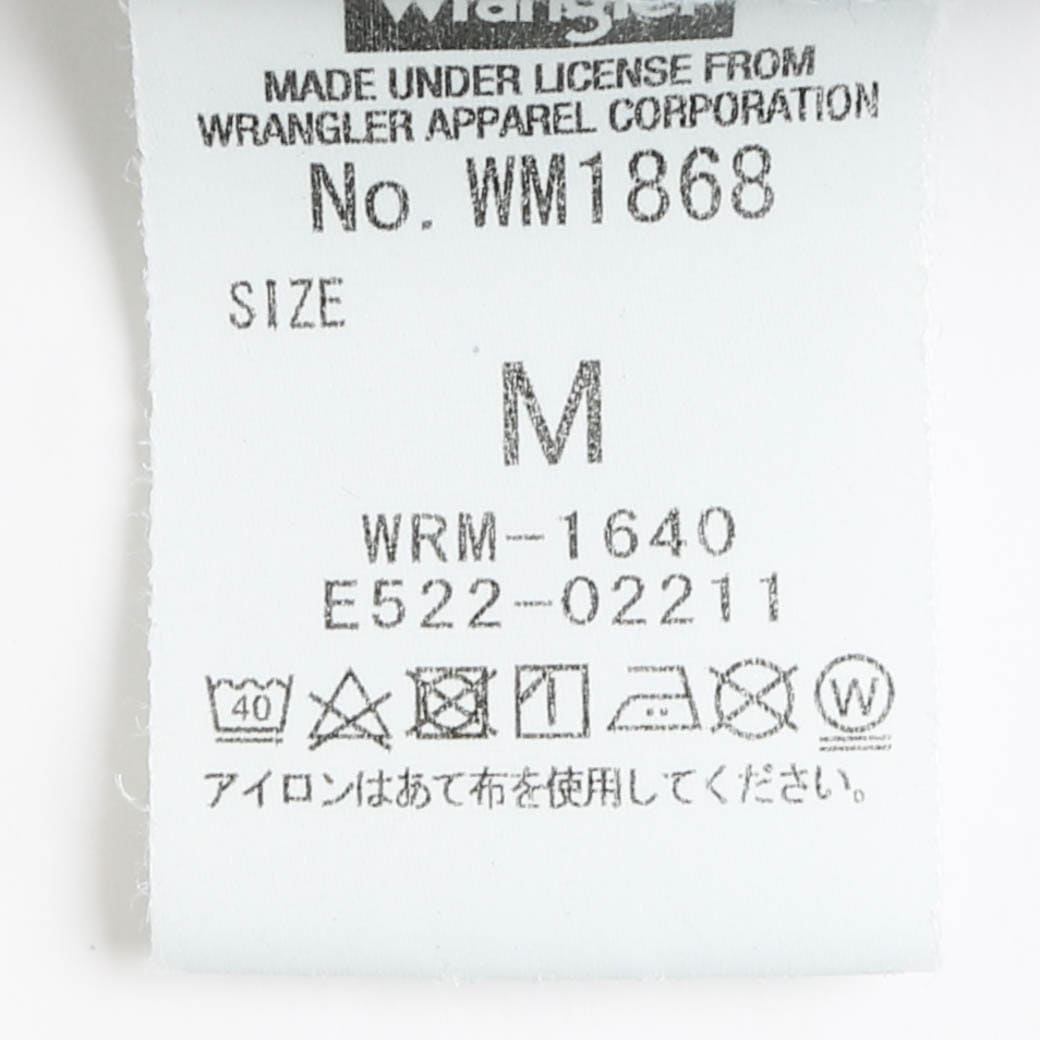 Wrangler
MADE UNDER LICENSE FROM
WRANGLER APPAREL CORPORATION
No. WM1868
SIZE
M
WRM-1640
E522-02211
40
W
アイロンはあて布を使用してください。